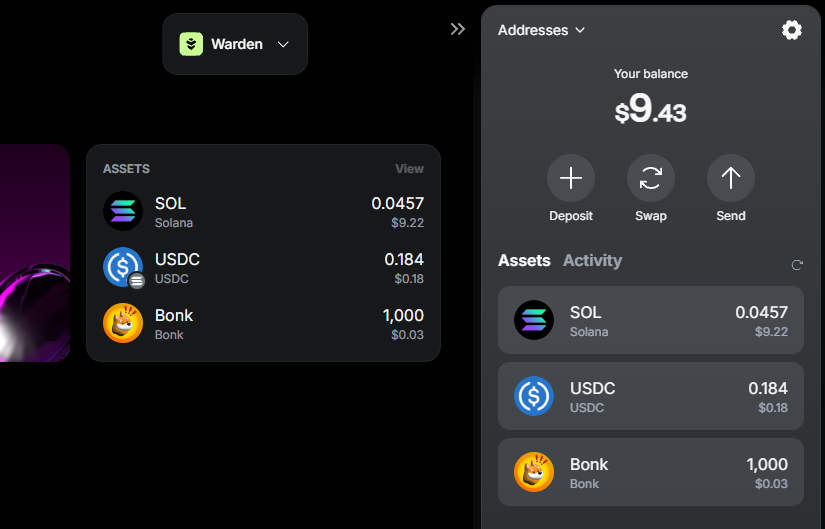 Warden
ASSETS View
SOL 0.0457
Solana $9.22
USDC 0.184
USDC $0.18
Bonk 1,000
Bonk $0.03
Addresses
Your balance
$9.43
Deposit Swap Send
Assets Activity
SOL 0.0457
Solana $9.22
USDC 0.184
USDC $0.18
Bonk 1,000
Bonk $0.03